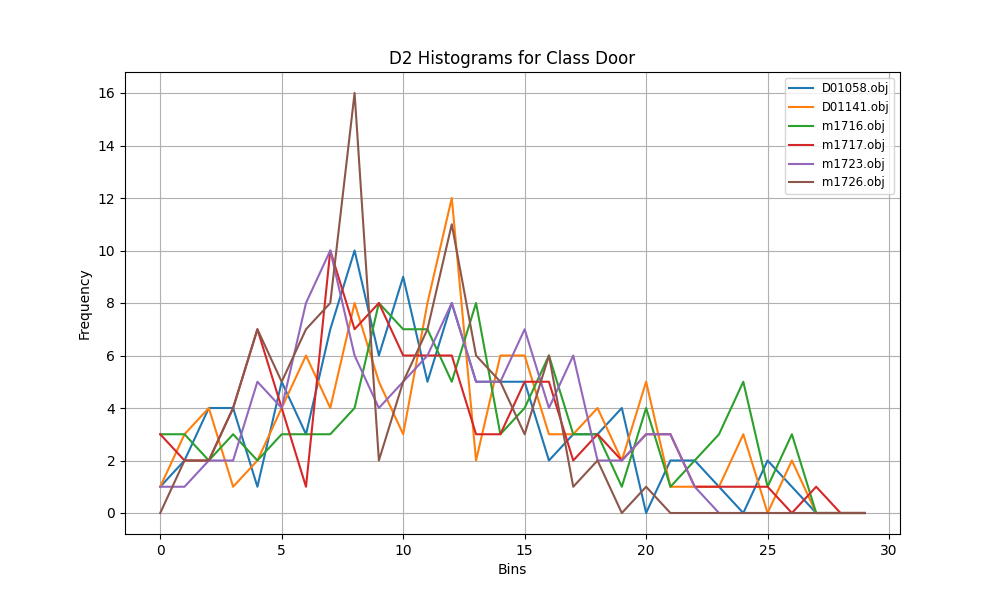 D2 Histograms for Class Door
D01058.obj
D01141.obj
m1716.obj
m1717.obj
m1723.obj
m1726.obj
Frequency
16
14
12
10
8
6
4
2
0
0 5 10 15 20 25 30
Bins